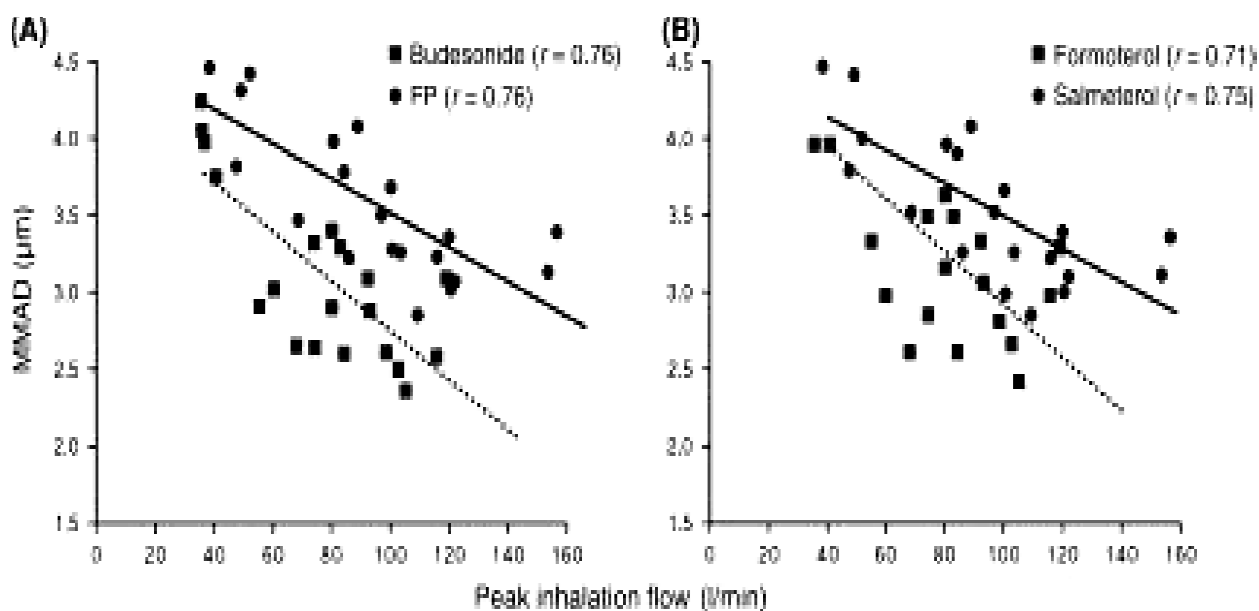 (A)
■ Budesonide (r = 0.76)
● FP (r = 0.76)
(B)
■ Formoterol (r = 0.71)
● Salmeterol (r = 0.75)
MMAD (µm)
4.5
4.0
3.5
3.0
2.5
2.0
1.5
0 20 40 60 80 100 120 140 160
4.5
4.0
3.5
3.0
2.5
2.0
1.5
0 20 40 60 80 100 120 140 160
Peak inhalation flow (l/min)